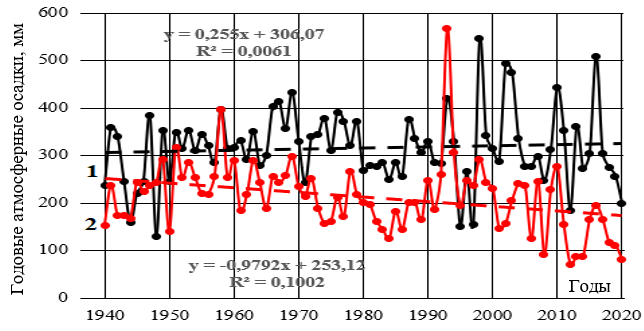 Годовые атмосферные осадки, мм
600
500
400
300
200
100
0
y = 0,255x + 306,07
R² = 0,0061
1
2
y = -0,9792x + 253,12
R² = 0,1002
Годы
1940 1950 1960 1970 1980 1990 2000 2010 2020